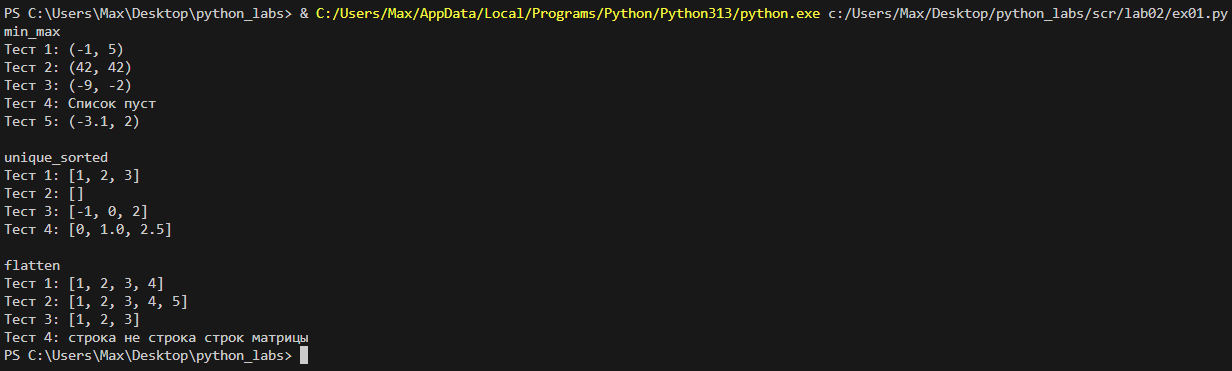 PS C:\Users\Max\Desktop\python_labs> & C:/Users/Max/AppData/Local/Programs/Python/Python313/python.exe c:/Users/Max/Desktop/python_labs/scr/lab02/ex01.py
min_max
Тест 1: (-1, 5)
Тест 2: (42, 42)
Тест 3: (-9, -2)
Тест 4: Список пуст
Тест 5: (-3.1, 2)
unique_sorted
Тест 1: [1, 2, 3]
Тест 2: []
Тест 3: [-1, 0, 2]
Тест 4: [0, 1.0, 2.5]
flatten
Тест 1: [1, 2, 3, 4]
Тест 2: [1, 2, 3, 4, 5]
Тест 3: [1, 2, 3]
Тест 4: строка не строка строк матрицы
PS C:\Users\Max\Desktop\python_labs>